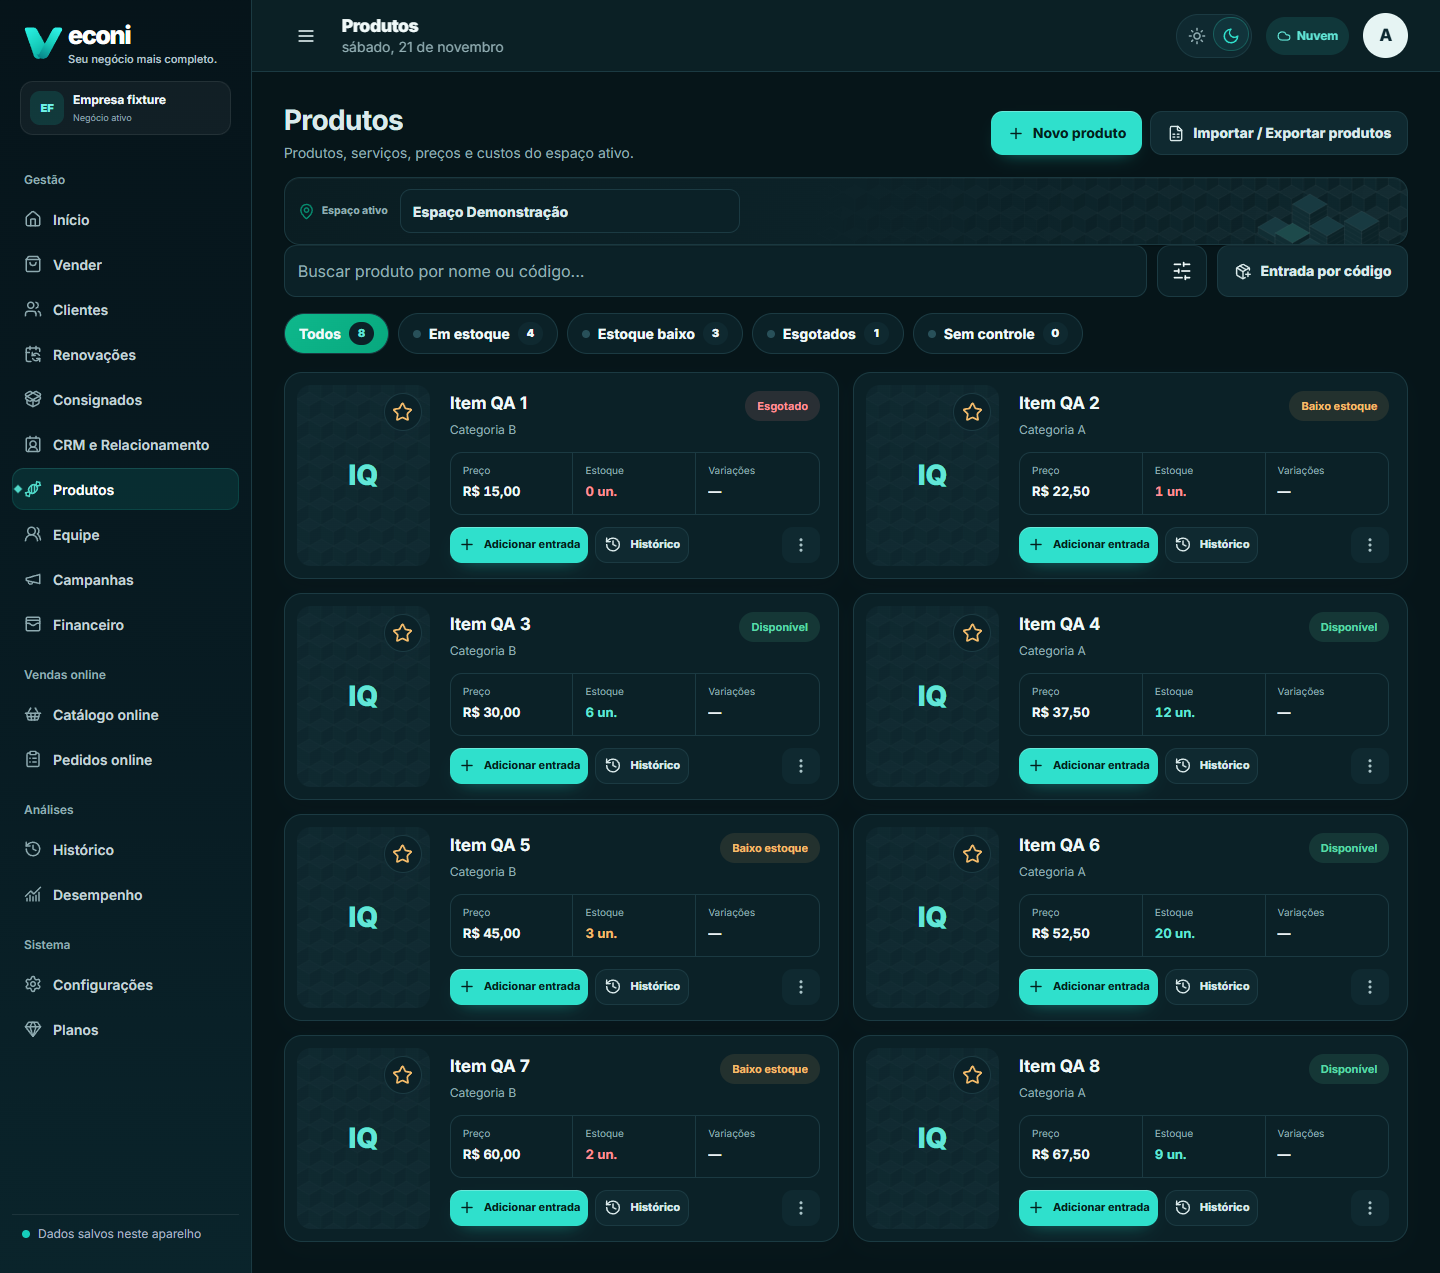 Veconi
Seu negócio mais completo.
EF
Empresa fixture
Negócio ativo
Gestão
Início
Vender
Clientes
Renovações
Consignados
CRM e Relacionamento
Produtos
Equipe
Campanhas
Financeiro
Vendas online
Catálogo online
Pedidos online
Análises
Histórico
Desempenho
Sistema
Configurações
Planos
Dados salvos neste aparelho
Produtos
sábado, 21 de novembro
Nuvem
A
Produtos
Produtos, serviços, preços e custos do espaço ativo.
Novo produto
Importar / Exportar produtos
Espaço ativo
Espaço Demonstração
Buscar produto por nome ou código...
Entrada por código
Todos 8
Em estoque 4
Estoque baixo 3
Esgotados 1
Sem controle 0
IQ
Item QA 1
Esgotado
Categoria B
Preço Estoque Variações
R$ 15,00 0 un. —
Adicionar entrada Histórico
IQ
Item QA 2
Baixo estoque
Categoria A
Preço Estoque Variações
R$ 22,50 1 un. —
Adicionar entrada Histórico
IQ
Item QA 3
Disponível
Categoria B
Preço Estoque Variações
R$ 30,00 6 un. —
Adicionar entrada Histórico
IQ
Item QA 4
Disponível
Categoria A
Preço Estoque Variações
R$ 37,50 12 un. —
Adicionar entrada Histórico
IQ
Item QA 5
Baixo estoque
Categoria B
Preço Estoque Variações
R$ 45,00 3 un. —
Adicionar entrada Histórico
IQ
Item QA 6
Disponível
Categoria A
Preço Estoque Variações
R$ 52,50 20 un. —
Adicionar entrada Histórico
IQ
Item QA 7
Baixo estoque
Categoria B
Preço Estoque Variações
R$ 60,00 2 un. —
Adicionar entrada Histórico
IQ
Item QA 8
Disponível
Categoria A
Preço Estoque Variações
R$ 67,50 9 un. —
Adicionar entrada Histórico